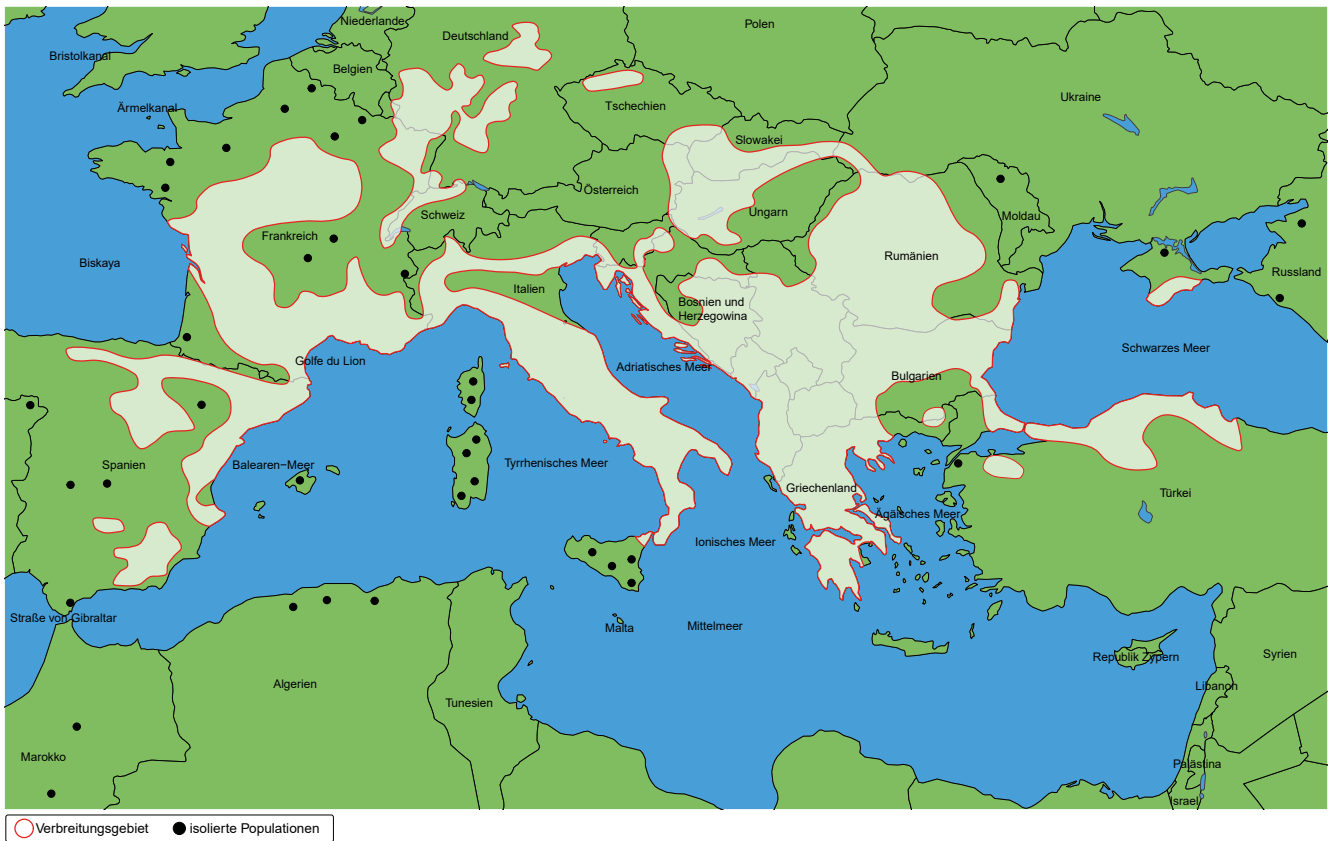 Niederlande
Polen
Deutschland
Bristolkanal
Belgien
Ukraine
Ärmelkanal
Tschechien
Slowakei
Österreich
Schweiz
Ungarn
Moldau
Frankreich
Biskaya
Rumänien
Russland
Italien
Bosnien und
Herzegowina
Schwarzes Meer
Golfe du Lion
Adriatisches Meer
Bulgarien
Spanien
Balearen−Meer
Tyrrhenisches Meer
Griechenland
Türkei
Ägäisches Meer
Ionisches Meer
Straße von Gibraltar
Malta
Mittelmeer
Republik Zypern
Syrien
Algerien
Libanon
Tunesien
Marokko
Palästina
Israel
Verbreitungsgebiet
isolierte Populationen